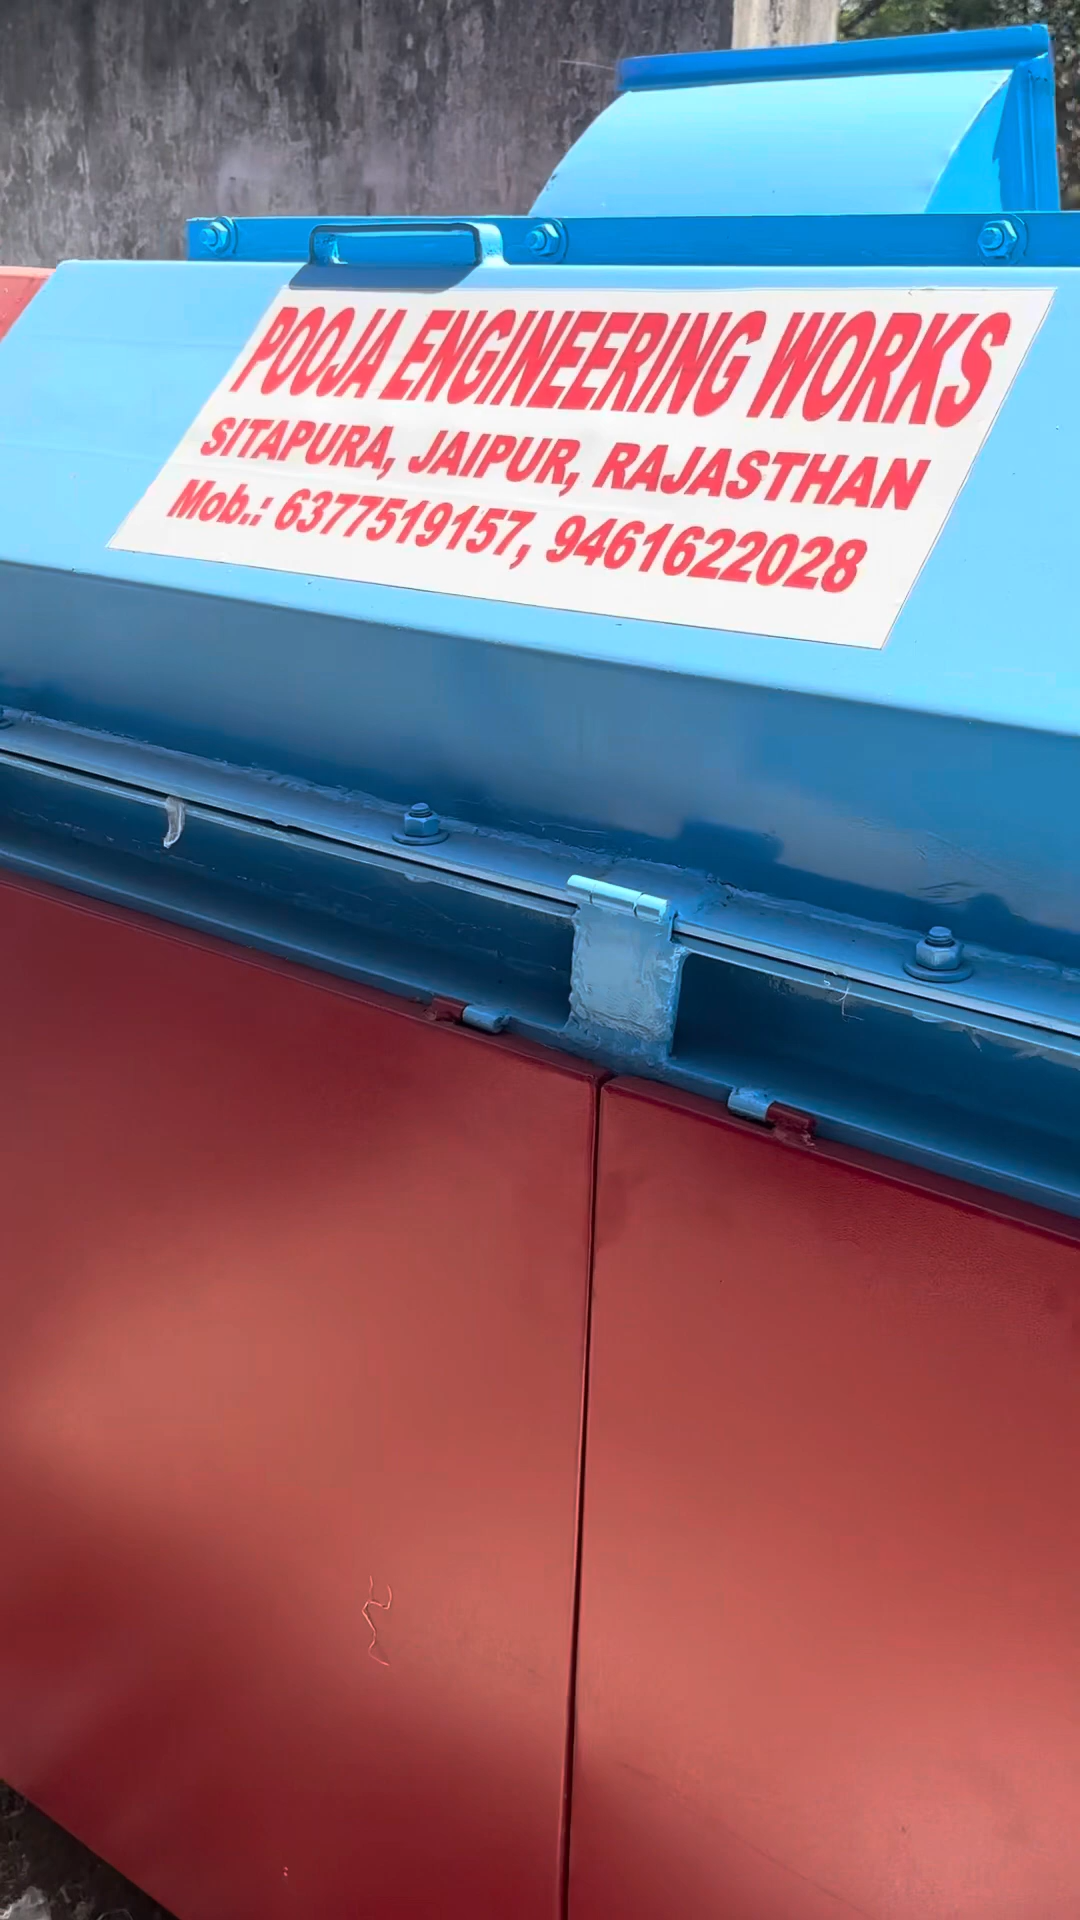 POOJA ENGINEERING WORKS
SITAPURA, JAIPUR, RAJASTHAN
Mob.: 6377519157, 9461622028